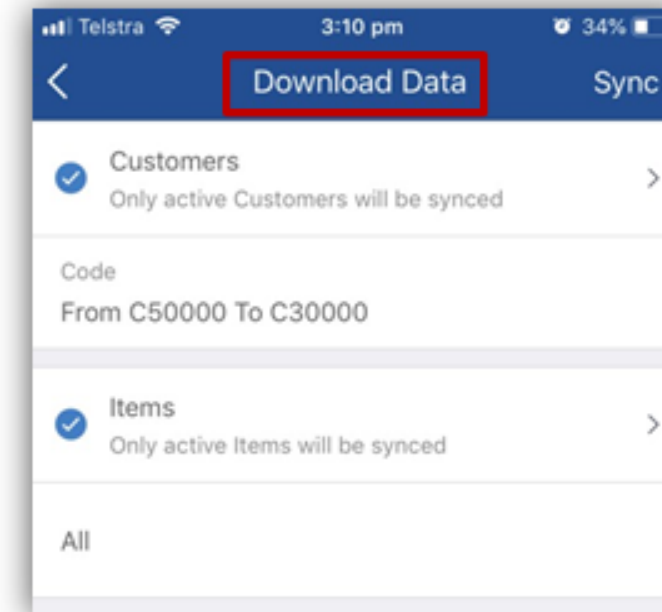 Telstra 3:10 pm 34%
Download Data Sync
Customers
Only active Customers will be synced
Code
From C50000 To C30000
Items
Only active Items will be synced
All